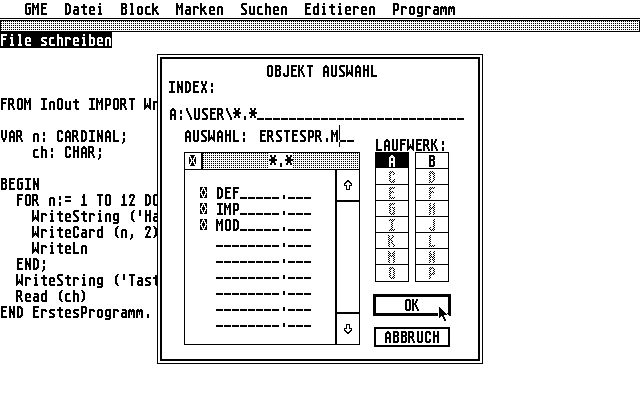 GME Datei Block Marken Suchen Editieren Programm
File schreiben
OBJEKT AUSWAHL
INDEX:
A:\USER\*.*__________________________
AUSWAHL: ERSTESPR.M__
LAUFWERK:
*.*
A B
C D
E F
G H
I J
K L
M N
O P
DEF_____.___
IMP_____.___
MOD_____.___
________.___
________.___
________.___
________.___
________.___
________.___
OK
ABBRUCH
FROM InOut IMPORT Wr
VAR n: CARDINAL;
ch: CHAR;
BEGIN
FOR n:= 1 TO 12 DO
WriteString ('Ha
WriteCard (n, 2)
WriteLn
END;
WriteString ('Tast
Read (ch)
END ErstesProgramm.